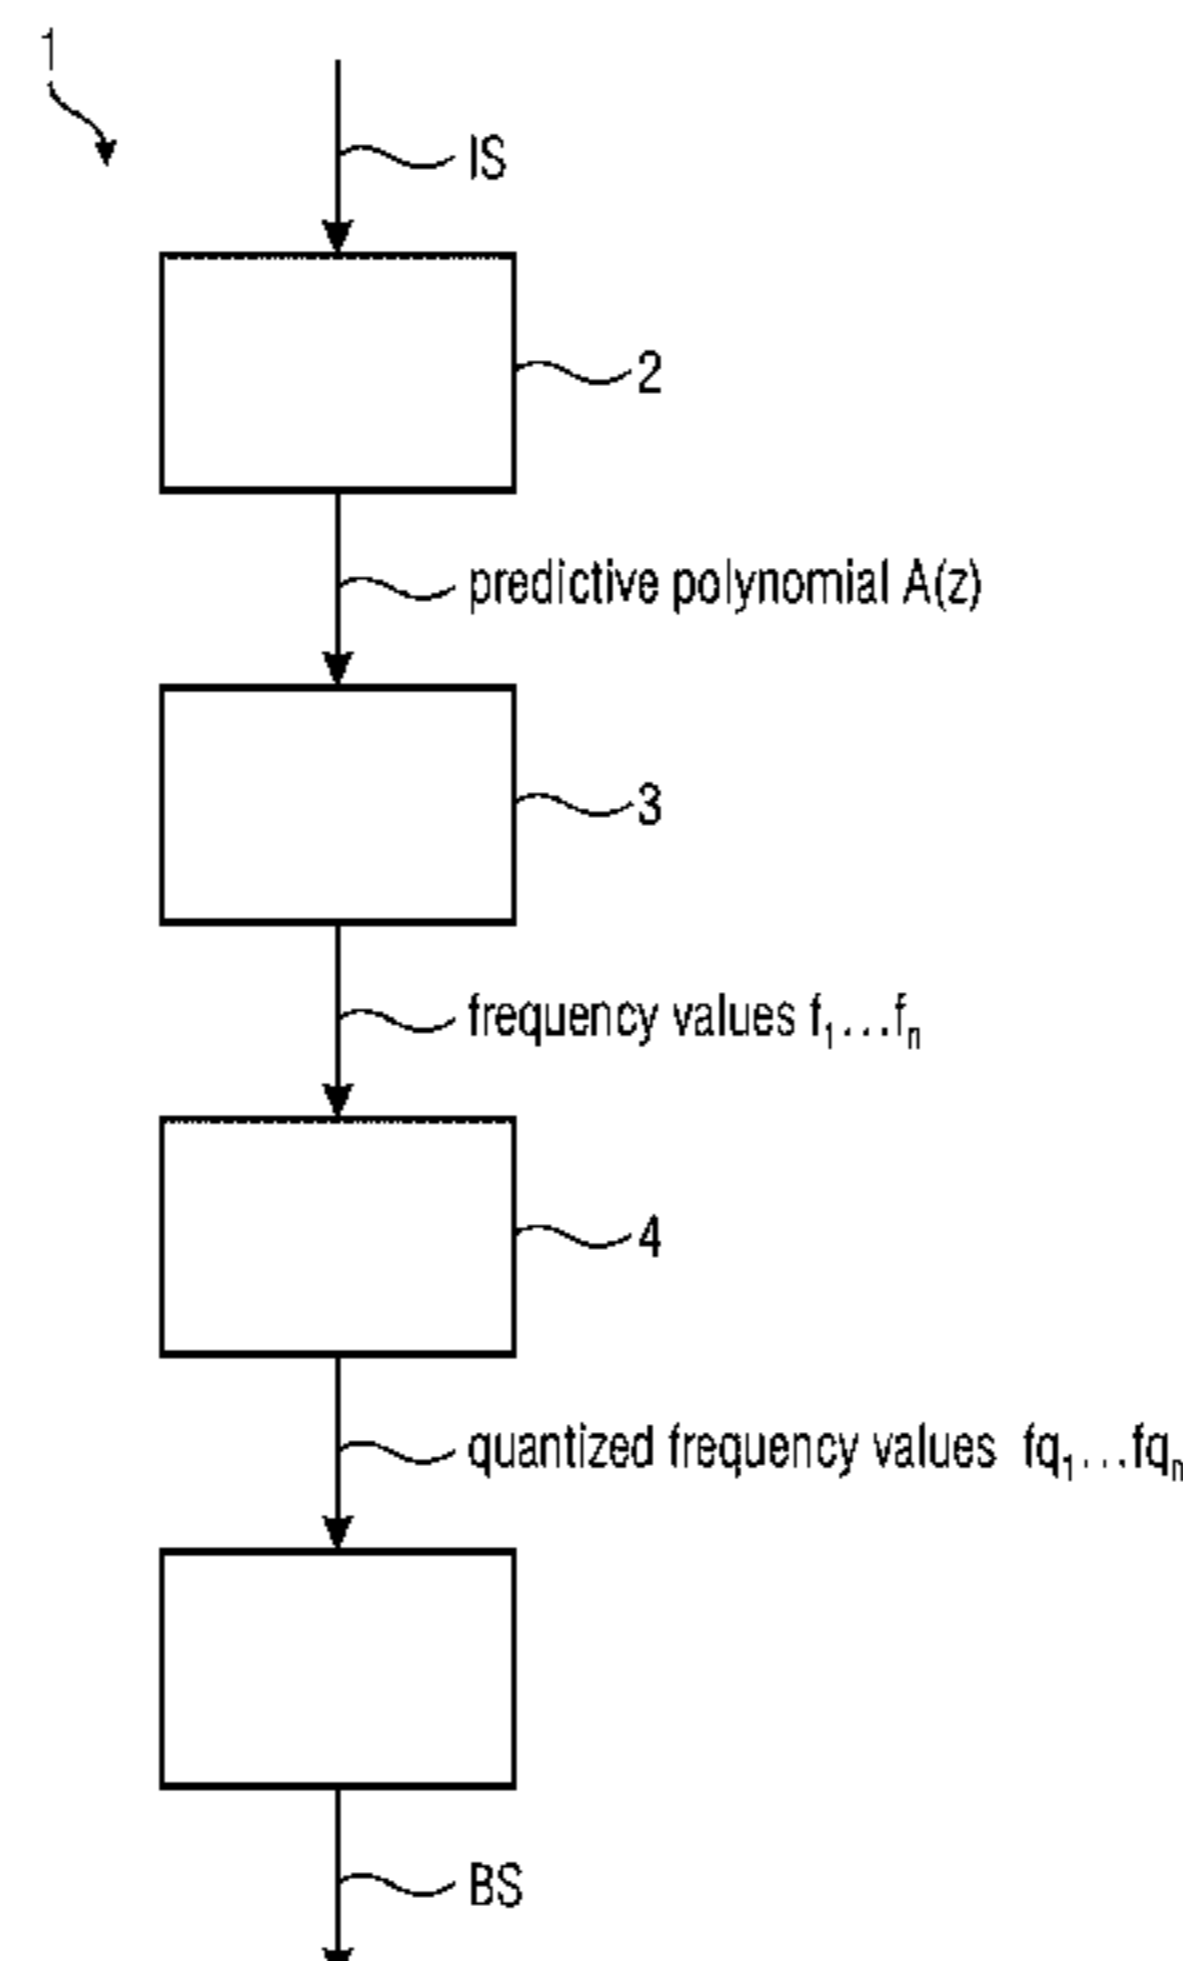 1
IS
2
predictive polynomial A(z)
3
frequency values f₁...fₙ
4
quantized frequency values fq₁...fqₙ
BS